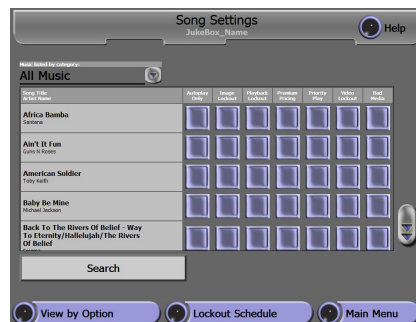 Song Settings
JukeBox_Name
Help
Music listed by category:
All Music
Song Title
Artist Name
Autoplay Only
Image Lockout
Playback Lockout
Premium Pricing
Priority Play
Video Lockout
Bad Media
Africa Bamba
Santana
Ain't It Fun
Guns N Roses
American Soldier
Toby Keith
Baby Be Mine
Michael Jackson
Back To The Rivers Of Belief - Way
To Eternity/Hallelujah/The Rivers
Of Belief
Search
View by Option
Lockout Schedule
Main Menu